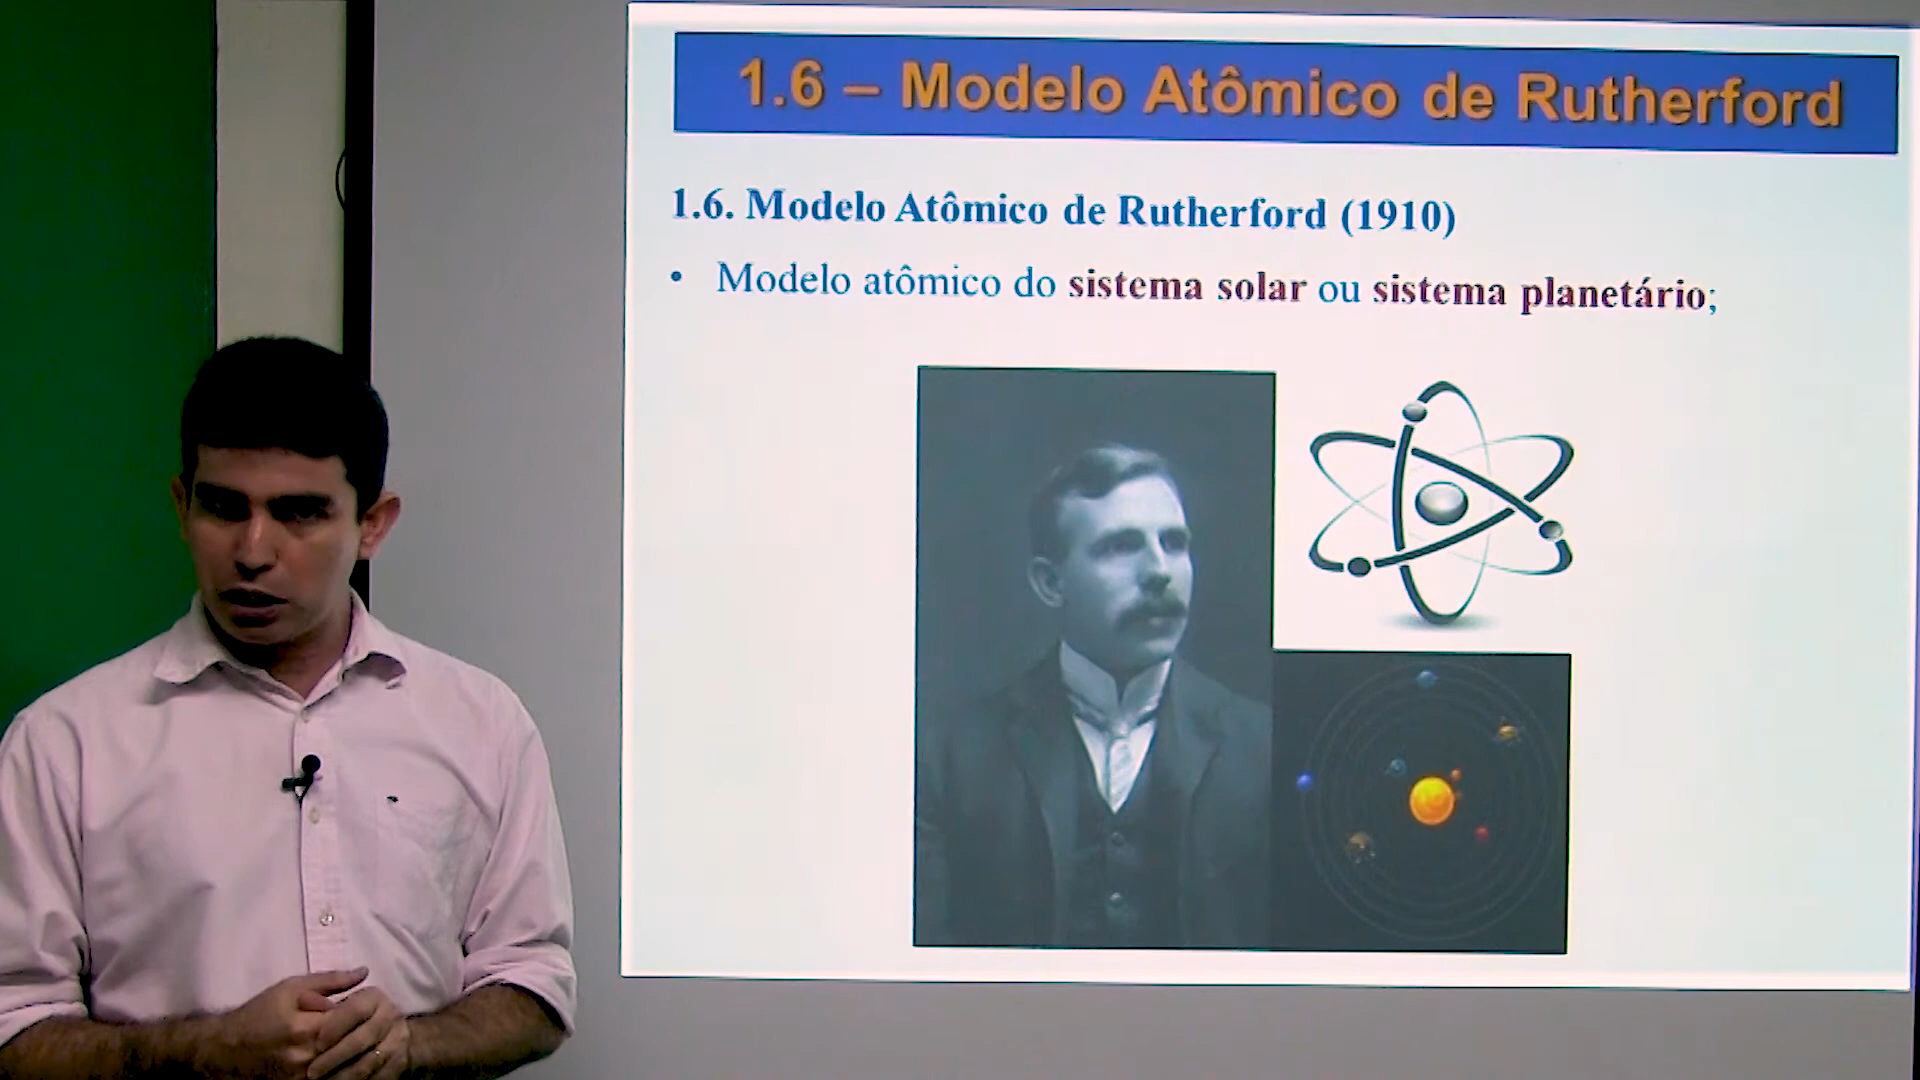 1.6 – Modelo Atômico de Rutherford
1.6. Modelo Atômico de Rutherford (1910)
• Modelo atômico do sistema solar ou sistema planetário;